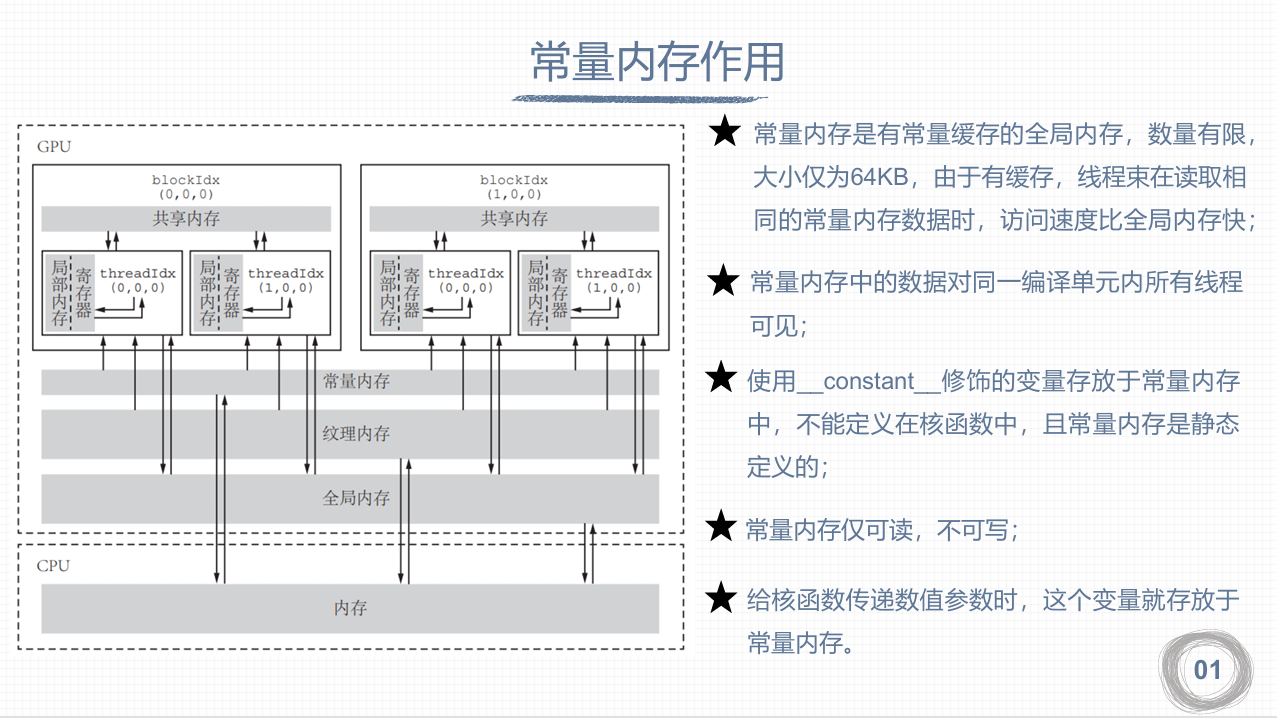 常量内存作用
GPU
blockIdx
(0,0,0)
共享内存
局部内存
寄存器
threadIdx
(0,0,0)
局部内存
寄存器
threadIdx
(1,0,0)
blockIdx
(1,0,0)
共享内存
局部内存
寄存器
threadIdx
(0,0,0)
局部内存
寄存器
threadIdx
(1,0,0)
常量内存
纹理内存
全局内存
CPU
内存
常量内存是有常量缓存的全局内存，数量有限，
大小仅为64KB，由于有缓存，线程束在读取相
同的常量内存数据时，访问速度比全局内存快；
常量内存中的数据对同一编译单元内所有线程
可见；
使用__constant__修饰的变量存放于常量内存
中，不能定义在核函数中，且常量内存是静态
定义的；
常量内存仅可读，不可写；
给核函数传递数值参数时，这个变量就存放于
常量内存。
01